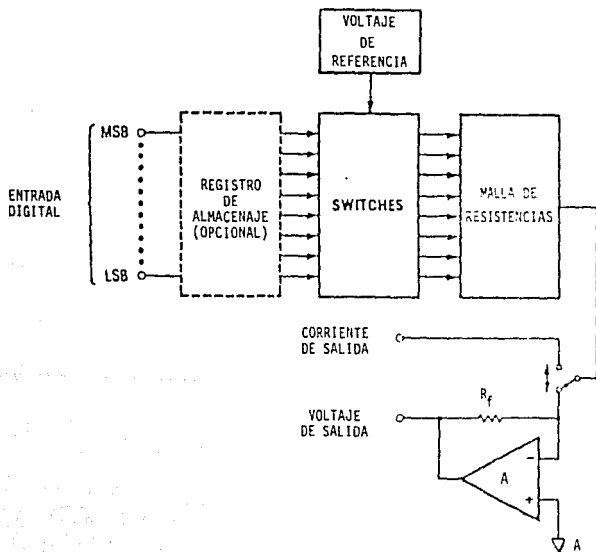 VOLTAJE
DE
REFERENCIA
MSB
ENTRADA
DIGITAL
LSB
REGISTRO
DE
ALMACENAJE
(OPCIONAL)
SWITCHES
MALLA DE
RESISTENCIAS
CORRIENTE
DE SALIDA
R_f
VOLTAJE
DE SALIDA
-
A
+
A